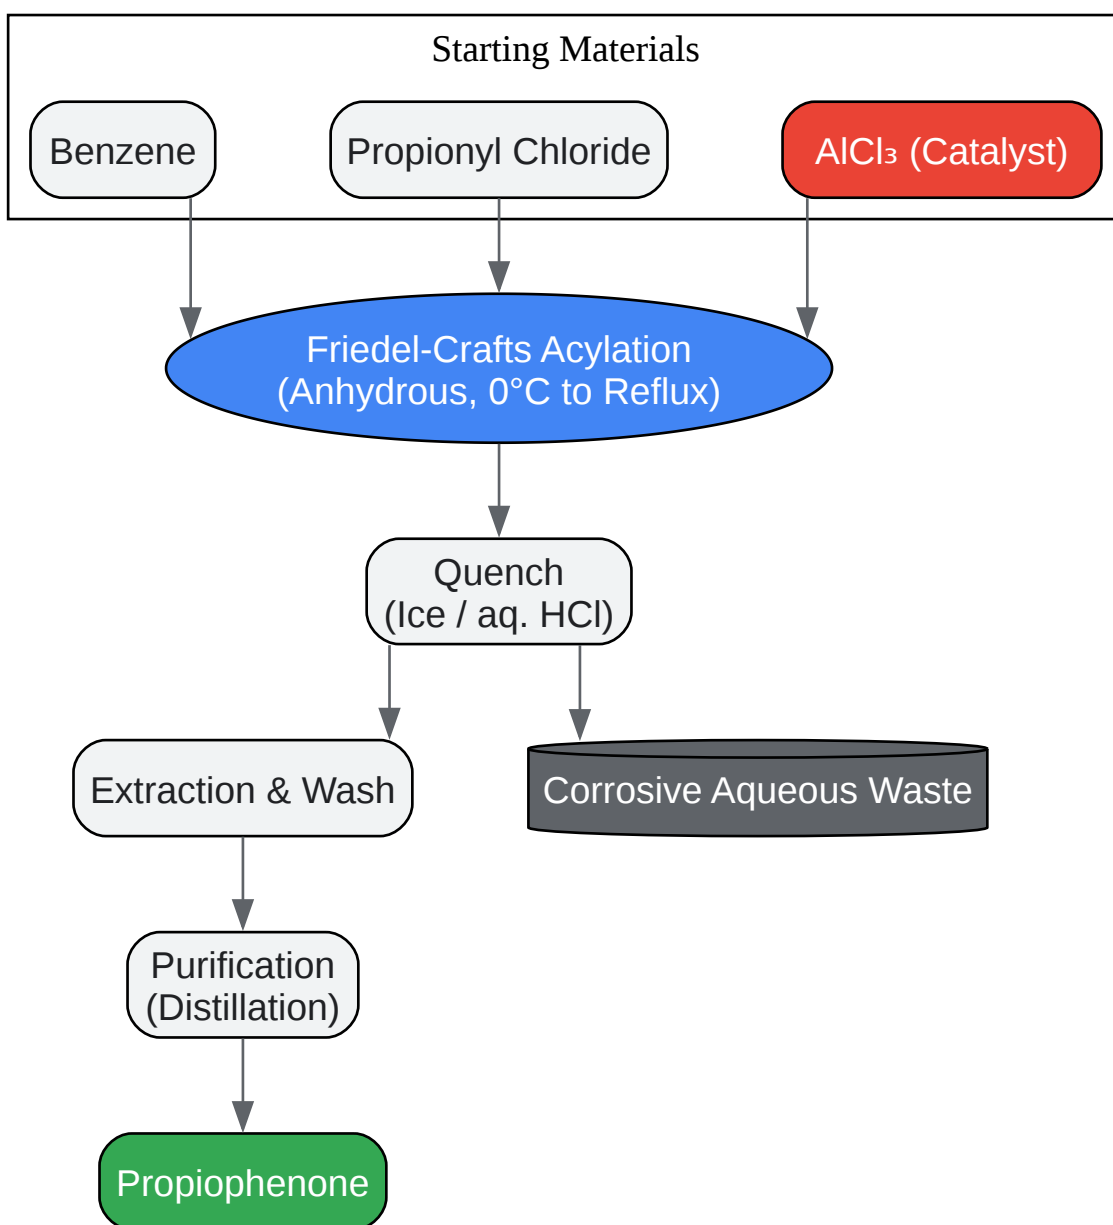 Starting Materials
Benzene
Propionyl Chloride
AlCl₃ (Catalyst)
Friedel-Crafts Acylation
(Anhydrous, 0°C to Reflux)
Quench
(Ice / aq. HCl)
Extraction & Wash
Corrosive Aqueous Waste
Purification
(Distillation)
Propiophenone